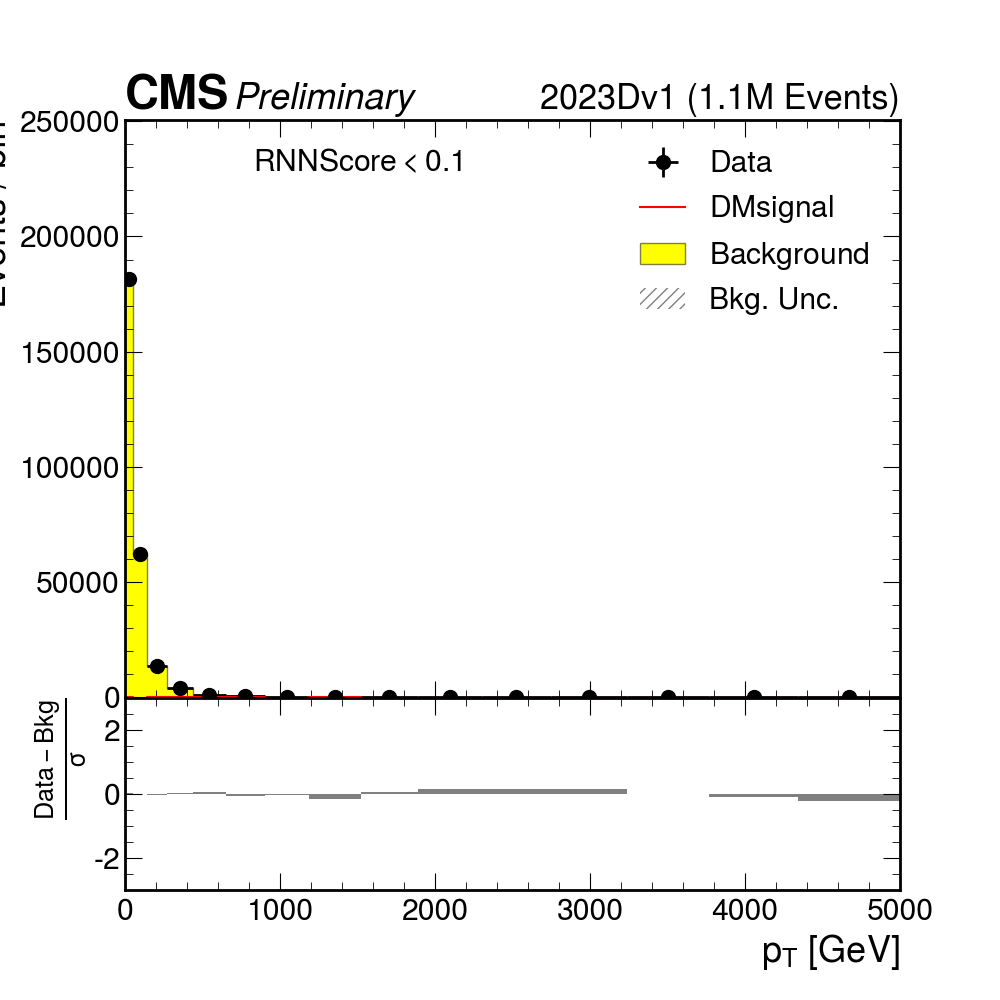 CMS Preliminary 2023Dv1 (1.1M Events)
RNNScore < 0.1
Data
DMsignal
Background
Bkg. Unc.
250000
200000
150000
100000
50000
0
Data − Bkg
σ
2
0
-2
0 1000 2000 3000 4000 5000
pT [GeV]